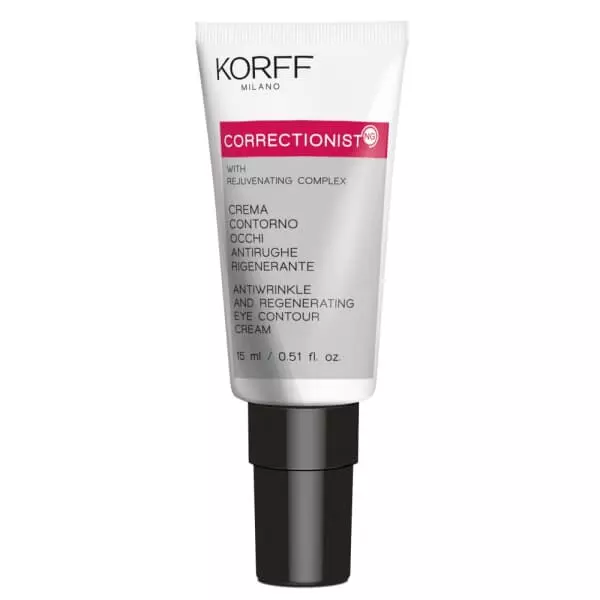 KORFF
MILANO
CORRECTIONIST NG
WITH
REJUVENATING COMPLEX
CREMA
CONTORNO
OCCHI
ANTIRUGHE
RIGENERANTE
ANTIWRINKLE
AND REGENERATING
EYE CONTOUR
CREAM
15 ml / 0.51 fl. oz.